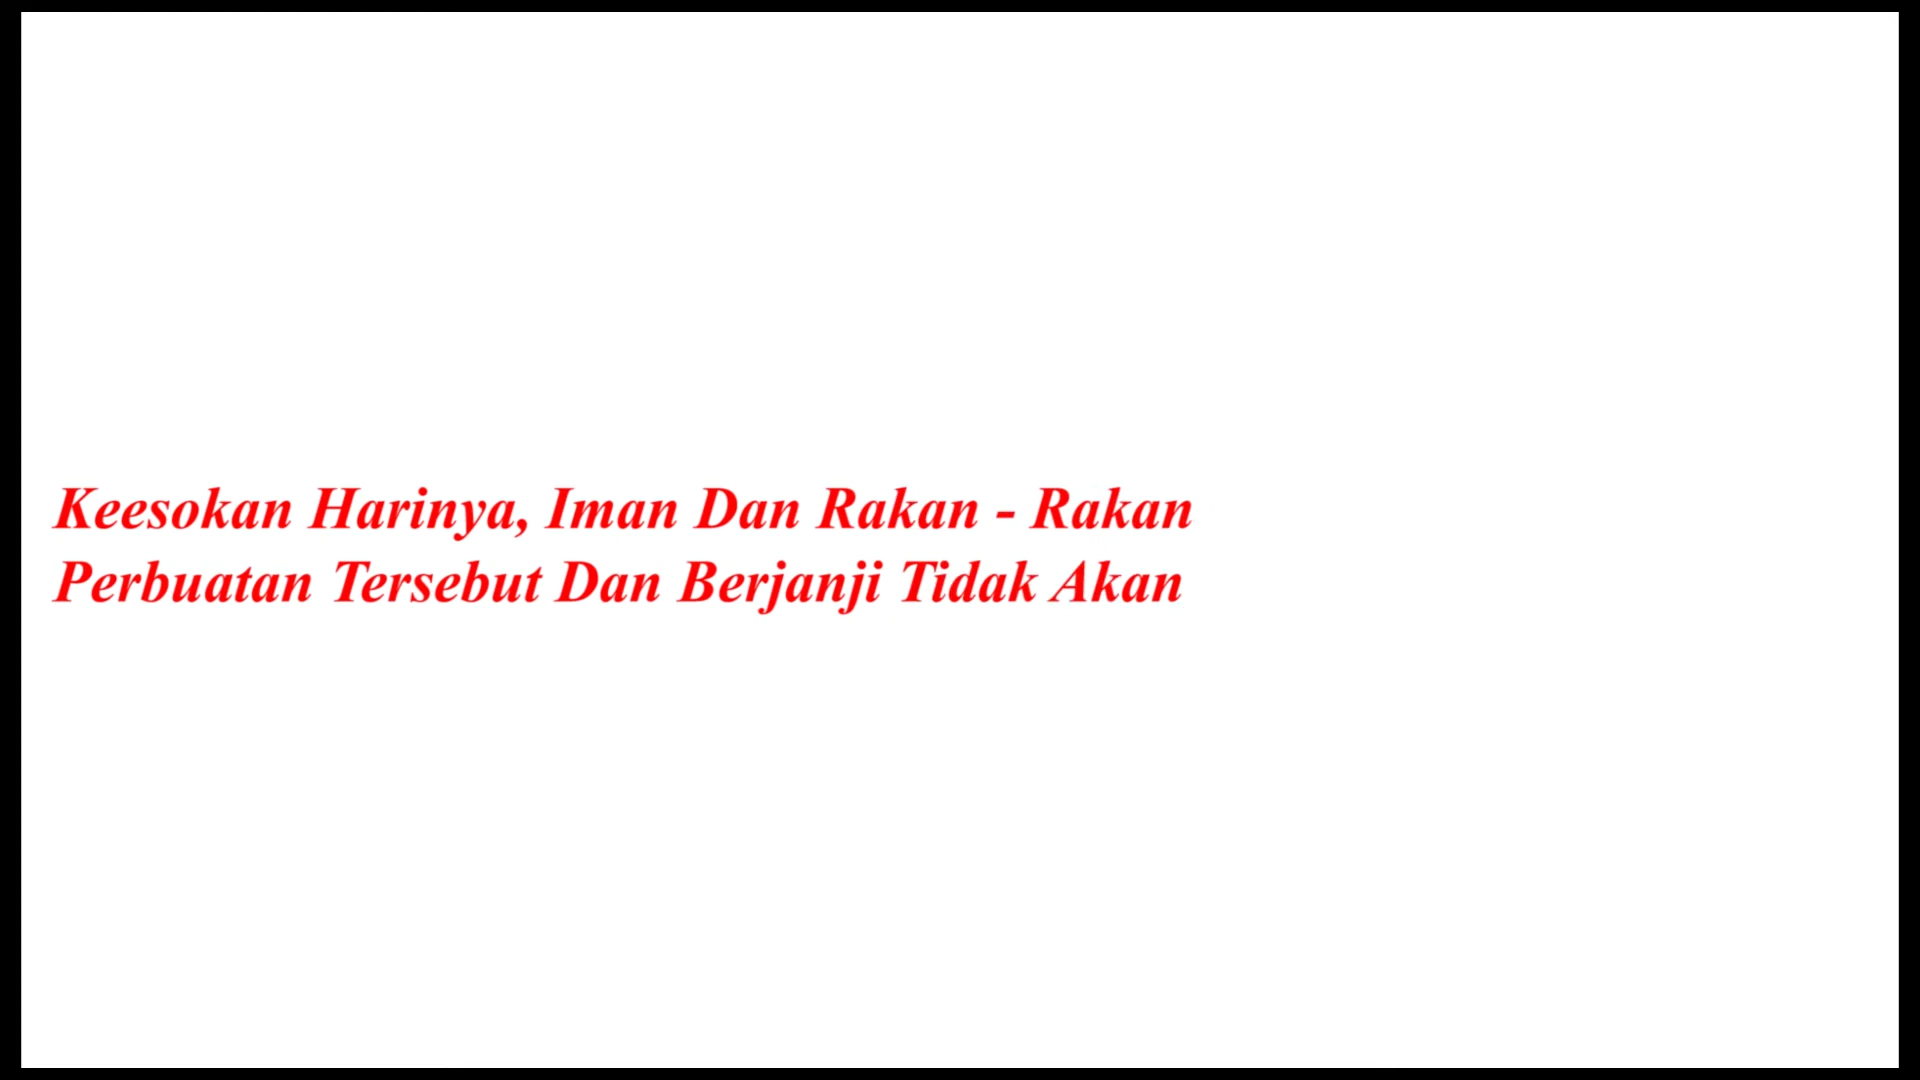 Keesokan Harinya, Iman Dan Rakan - Rakan
Perbuatan Tersebut Dan Berjanji Tidak Akan